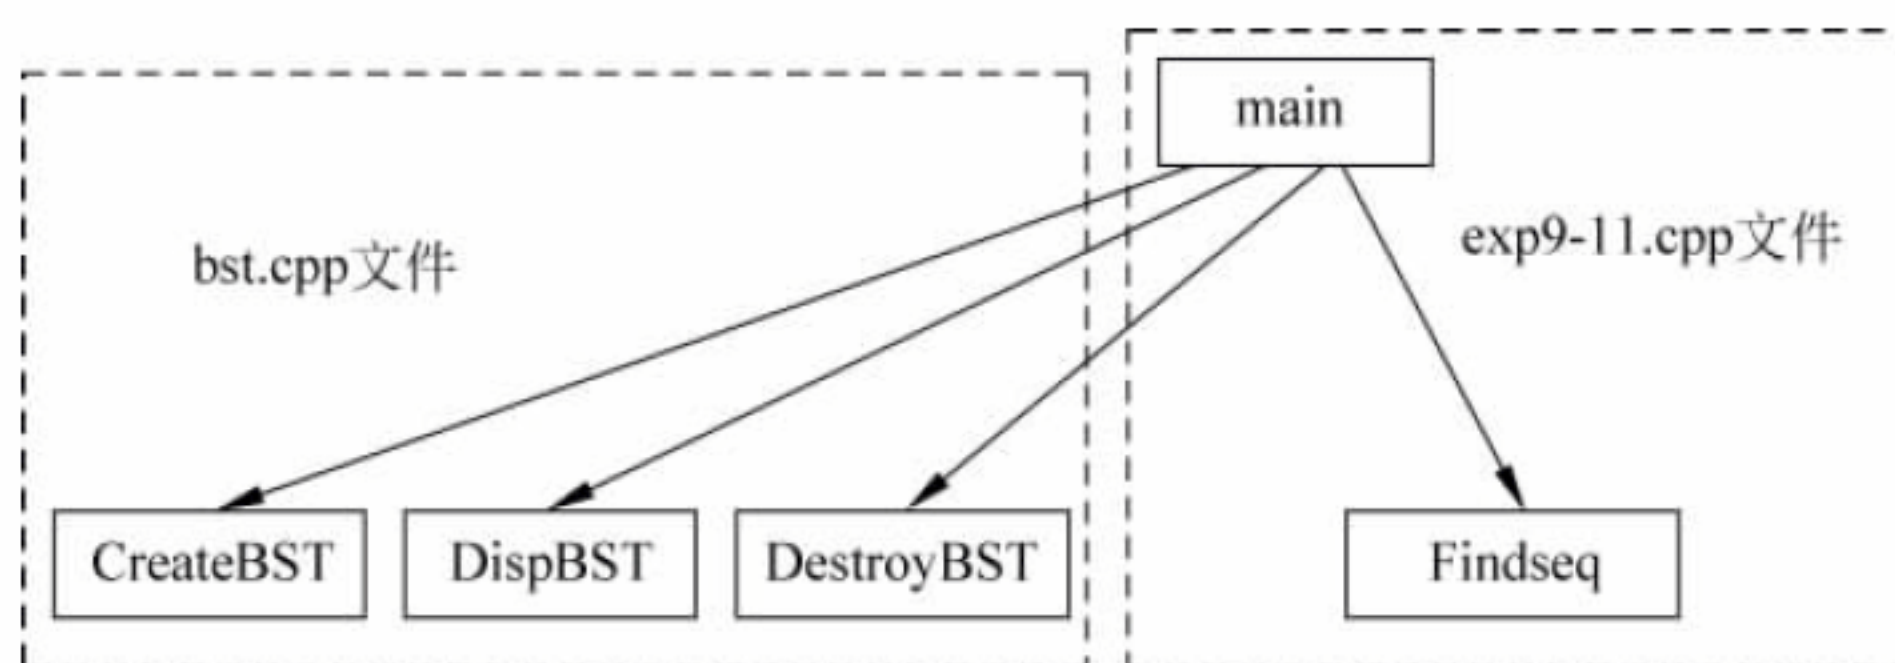 main
bst.cpp文件
exp9-11.cpp文件
CreateBST
DispBST
DestroyBST
Findseq